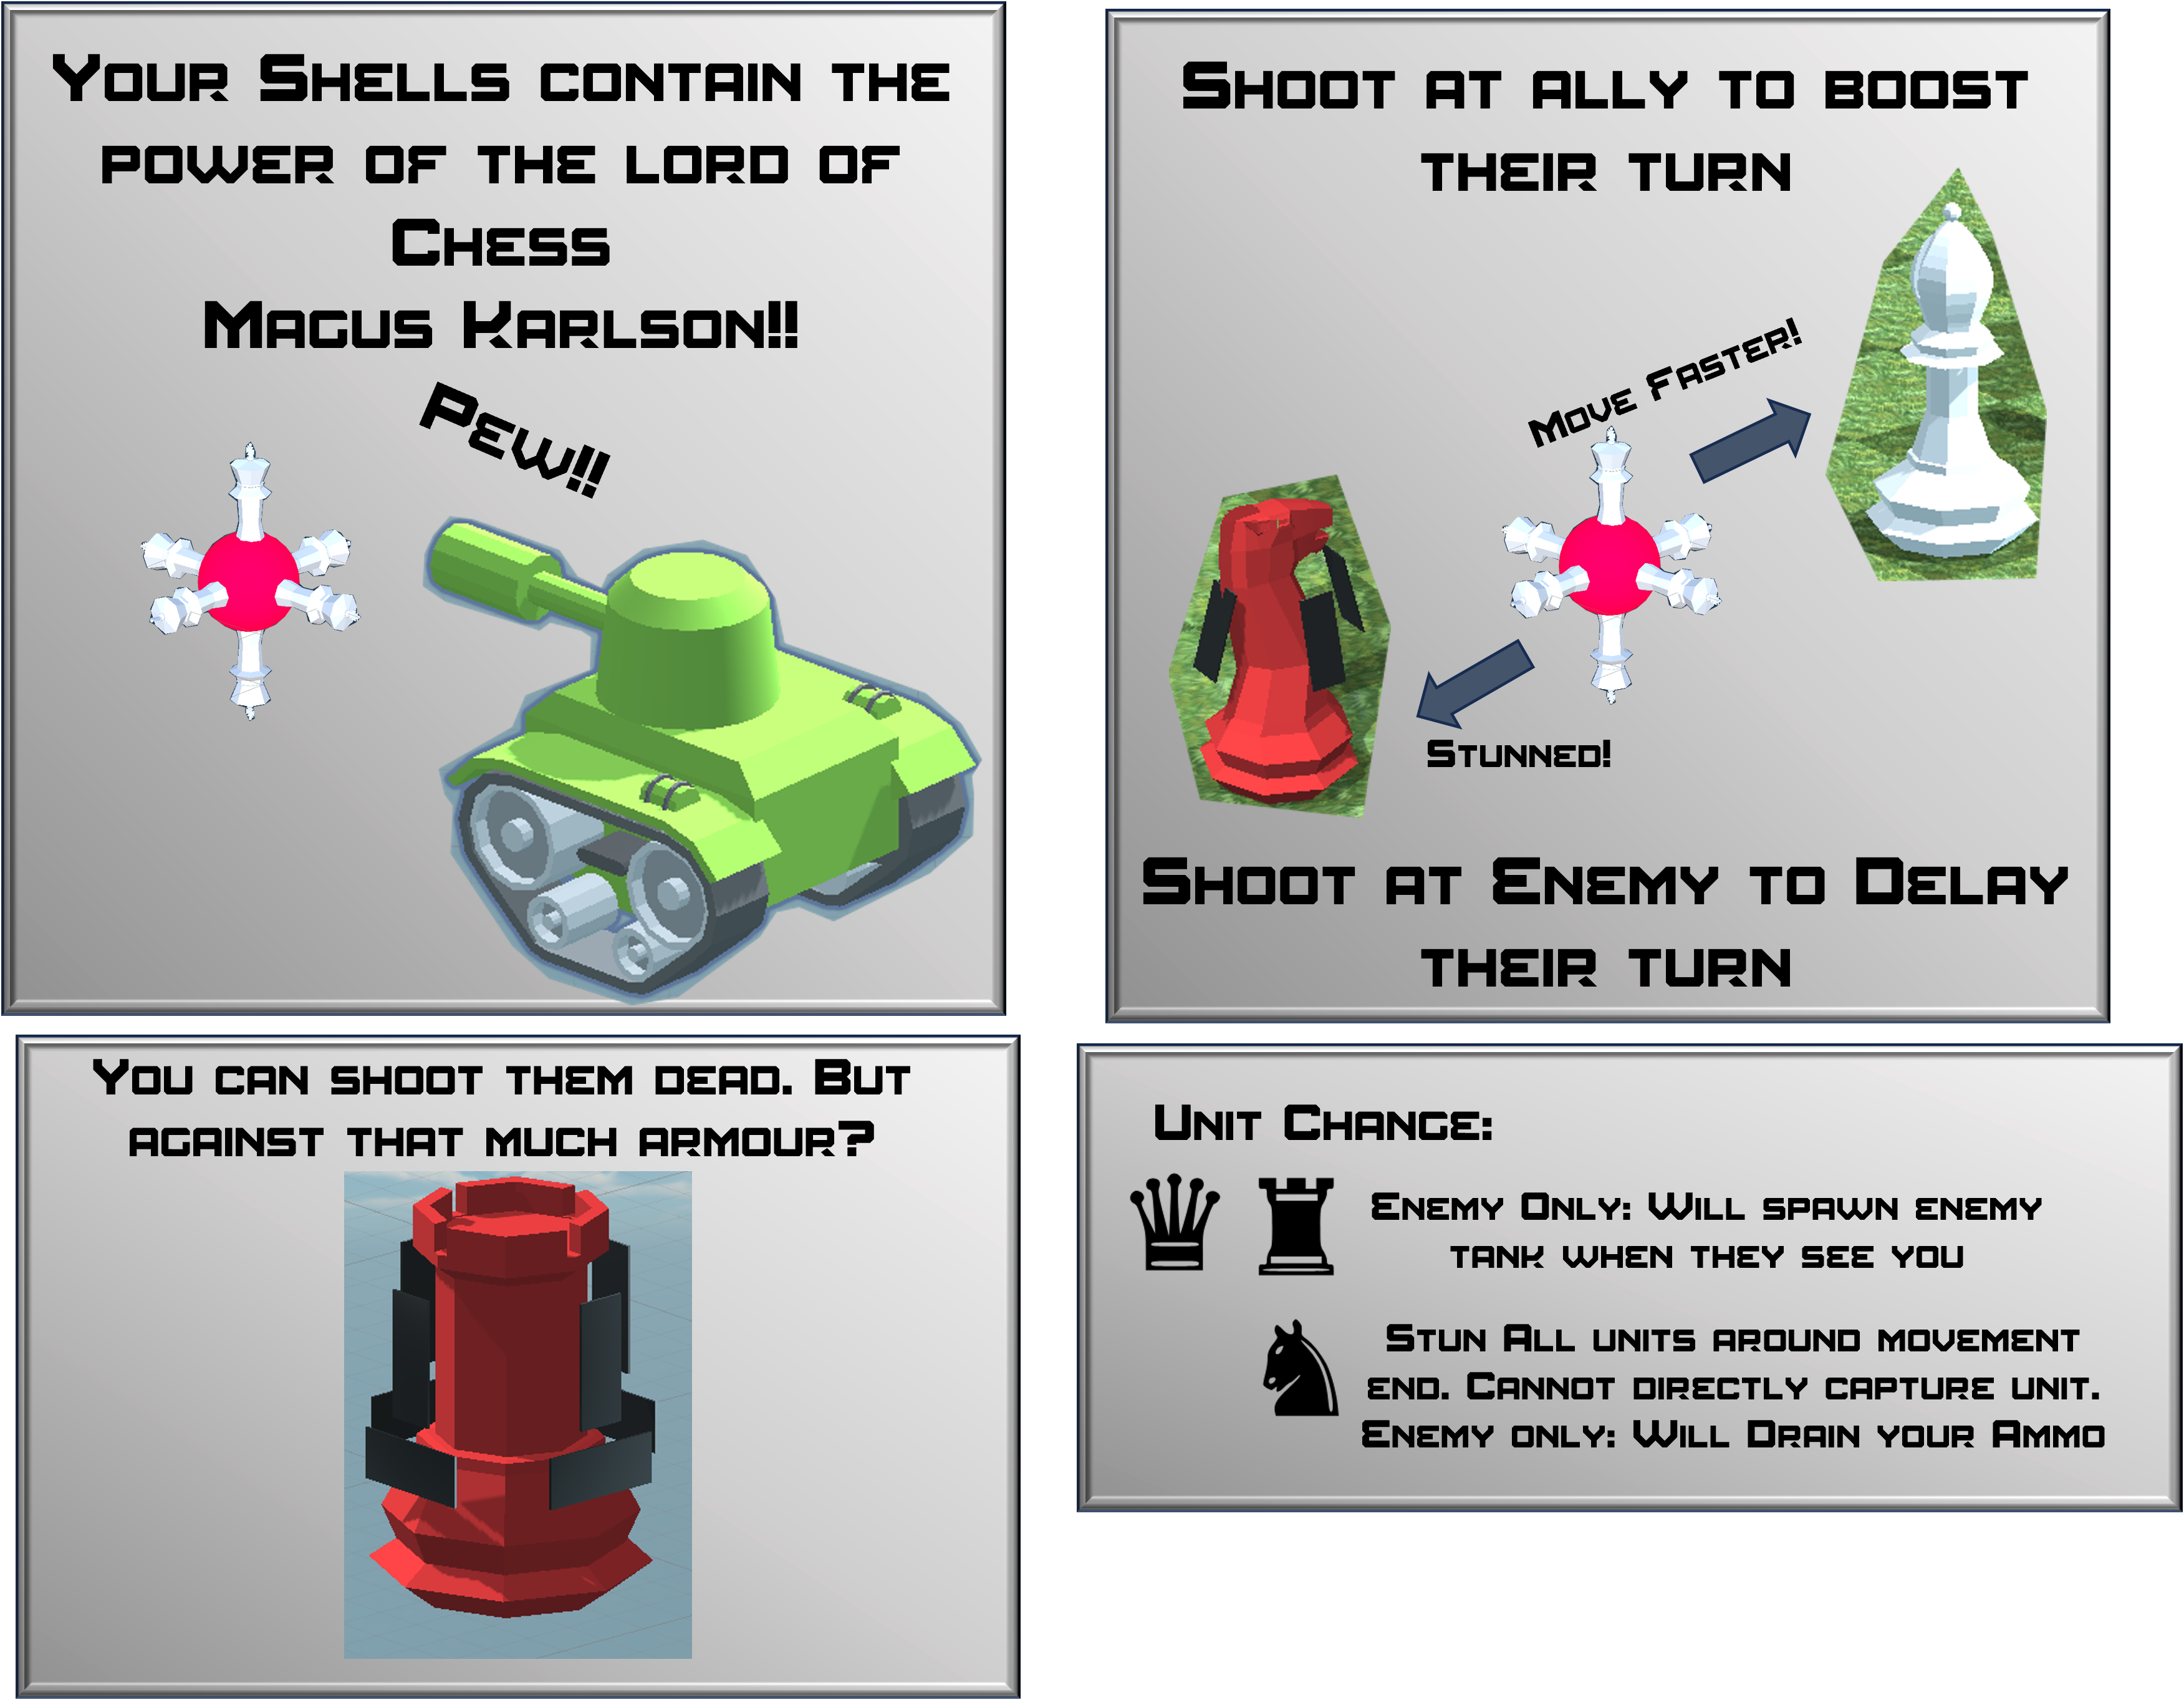 Your Shells contain the
power of the lord of
Chess
Magus Karlson!!
Pew!!
Shoot at ally to boost
their turn
Move Faster!
Stunned!
Shoot at Enemy to Delay
their turn
You can shoot them dead. But
against that much armour?
Unit Change:
Enemy Only: Will spawn enemy
tank when they see you
Stun All units around movement
end. Cannot directly capture unit.
Enemy only: Will Drain your Ammo